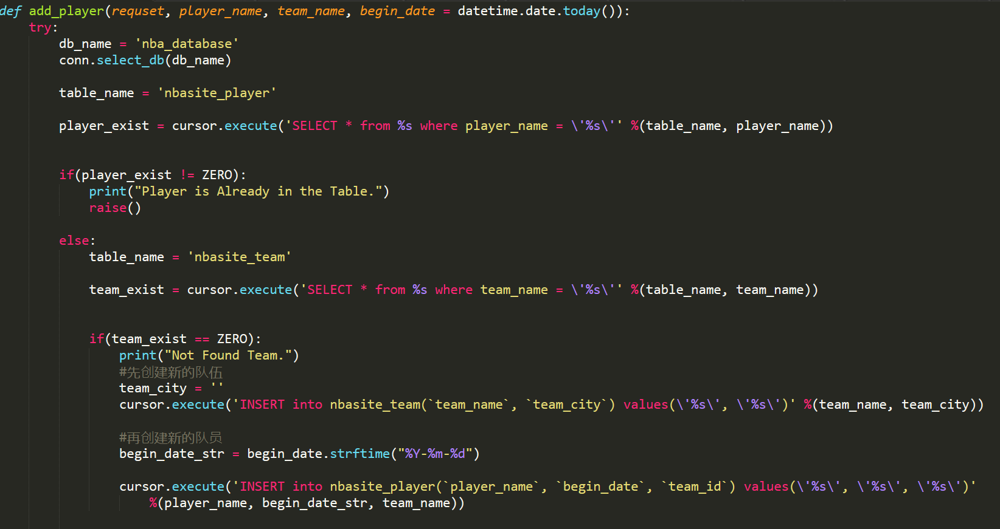 def add_player(requset, player_name, team_name, begin_date = datetime.date.today()):
try:
db_name = 'nba_database'
conn.select_db(db_name)
table_name = 'nbasite_player'
player_exist = cursor.execute('SELECT * from %s where player_name = \'%s\'' %(table_name, player_name))
if(player_exist != ZERO):
print("Player is Already in the Table.")
raise()
else:
table_name = 'nbasite_team'
team_exist = cursor.execute('SELECT * from %s where team_name = \'%s\'' %(table_name, team_name))
if(team_exist == ZERO):
print("Not Found Team.")
#先创建新的队伍
team_city = ''
cursor.execute('INSERT into nbasite_team(`team_name`, `team_city`) values(\'%s\', \'%s\')' %(team_name, team_city))
#再创建新的队员
begin_date_str = begin_date.strftime("%Y-%m-%d")
cursor.execute('INSERT into nbasite_player(`player_name`, `begin_date`, `team_id`) values(\'%s\', \'%s\', \'%s\')'
%(player_name, begin_date_str, team_name))